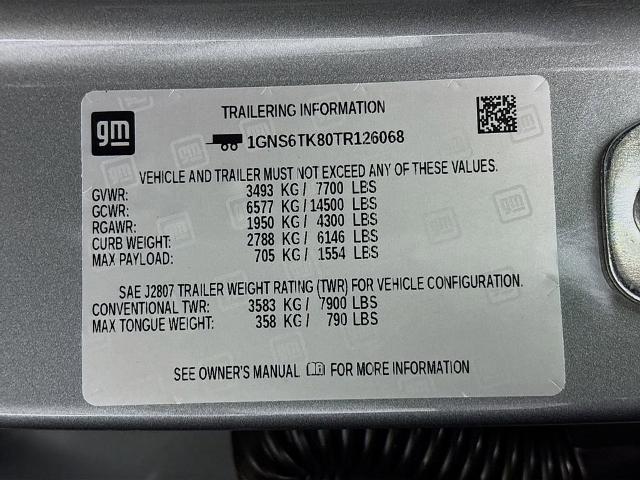 gm
TRAILERING INFORMATION
1GNS6TK80TR126068
VEHICLE AND TRAILER MUST NOT EXCEED ANY OF THESE VALUES.
GVWR: 3493 KG / 7700 LBS
GCWR: 6577 KG / 14500 LBS
RGAWR: 1950 KG / 4300 LBS
CURB WEIGHT: 2788 KG / 6146 LBS
MAX PAYLOAD: 705 KG / 1554 LBS
SAE J2807 TRAILER WEIGHT RATING (TWR) FOR VEHICLE CONFIGURATION.
CONVENTIONAL TWR: 3583 KG / 7900 LBS
MAX TONGUE WEIGHT: 358 KG / 790 LBS
SEE OWNER'S MANUAL FOR MORE INFORMATION